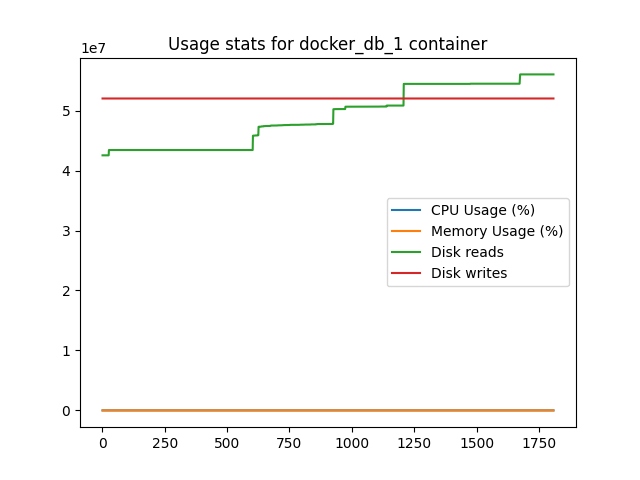 Usage stats for docker_db_1 container
1e7
5
4
3
2
1
0
CPU Usage (%)
Memory Usage (%)
Disk reads
Disk writes
0 250 500 750 1000 1250 1500 1750